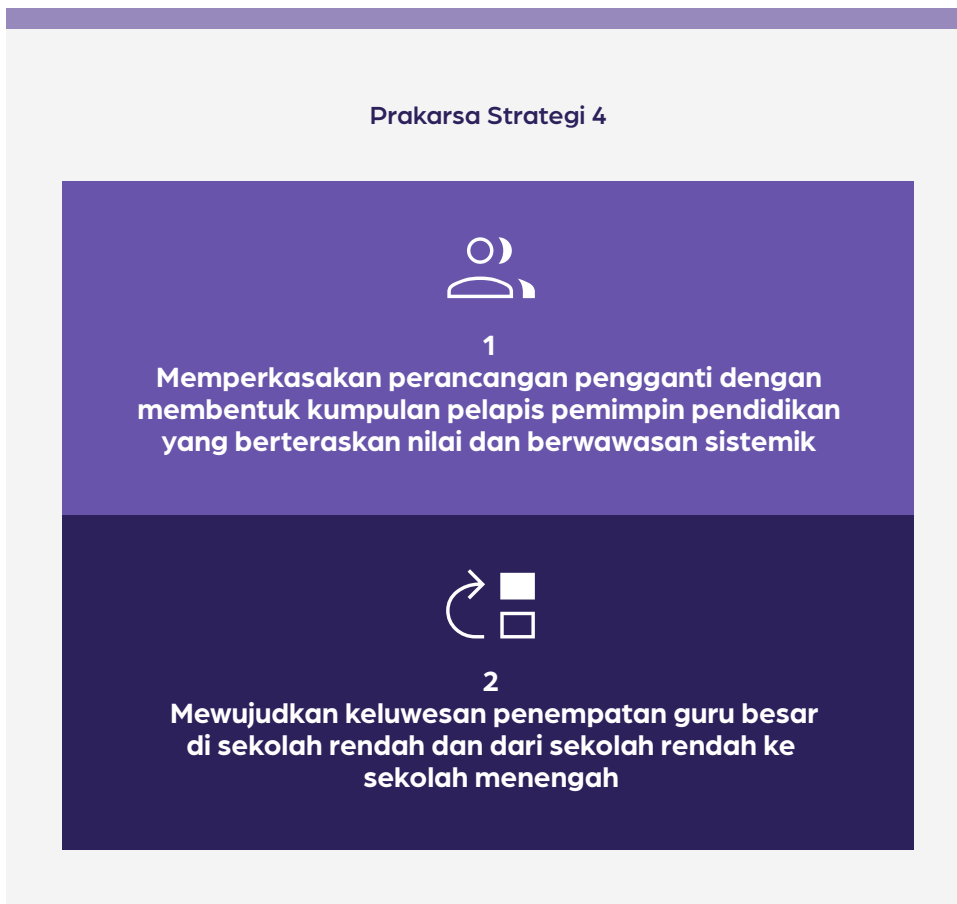 Prakarsa Strategi 4
1
Memperkasakan perancangan pengganti dengan
membentuk kumpulan pelapis pemimpin pendidikan
yang berteraskan nilai dan berwawasan sistemik
2
Mewujudkan keluwesan penempatan guru besar
di sekolah rendah dan dari sekolah rendah ke
sekolah menengah